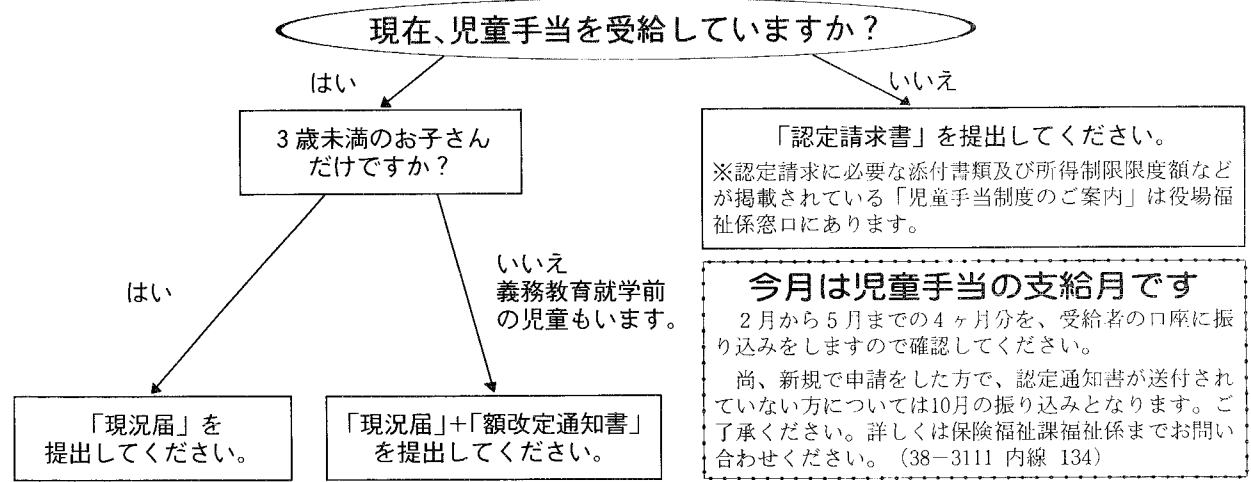 現在、児童手当を受給していますか？
はい
いいえ
３歳未満のお子さん
だけですか？
「認定請求書」を提出してください。
※認定請求に必要な添付書類及び所得制限限度額など
が掲載されている「児童手当制度のご案内」は役場福
祉係窓口にあります。
はい
いいえ
義務教育就学前
の児童もいます。
「現況届」を
提出してください。
「現況届」＋「額改定通知書」
を提出してください。
今月は児童手当の支給月です
２月から５月までの４ヶ月分を、受給者の口座に振
り込みをしますので確認してください。
尚、新規で申請をした方で、認定通知書が送付され
ていない方については10月の振り込みとなります。ご
了承ください。詳しくは保険福祉課福祉係までお問い
合わせください。（38－3111 内線 134）